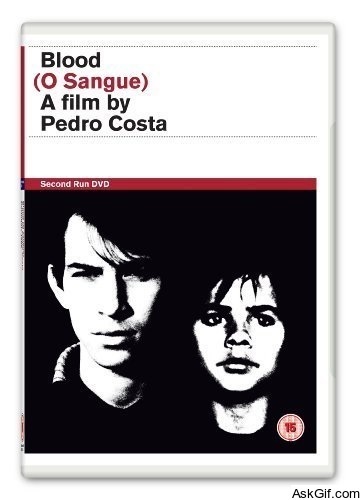 Blood
(O Sangue)
A film by
Pedro Costa
Second Run DVD
15
AskGif.com